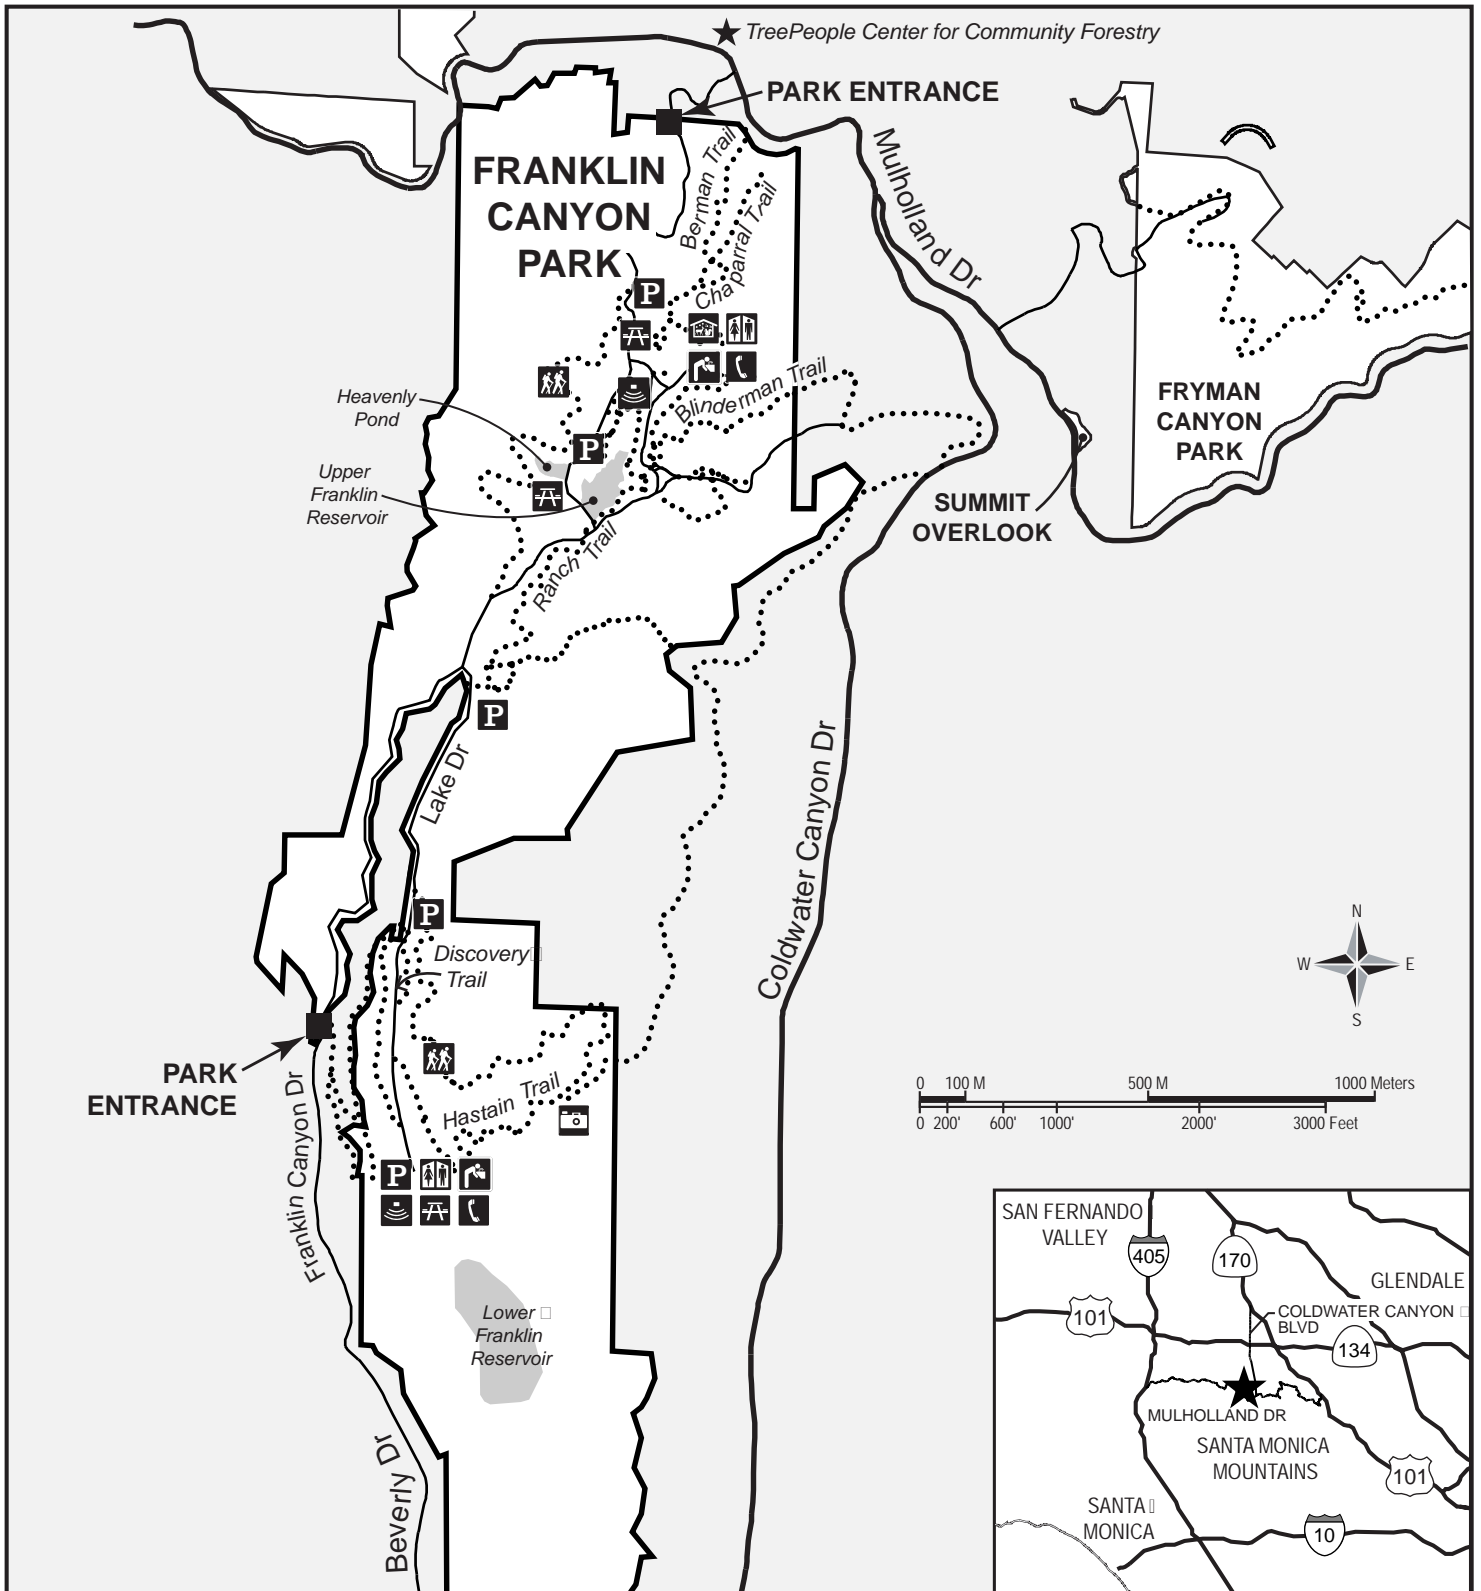 TreePeople Center for Community Forestry
PARK ENTRANCE
FRANKLIN
CANYON
PARK
Berman Trail
Chaparral Trail
Mulholland Dr
P
Blinderman Trail
Heavenly
Pond
P
Upper
Franklin
Reservoir
FRYMAN
CANYON
PARK
SUMMIT
OVERLOOK
Ranch Trail
P
Lake Dr
Coldwater Canyon Dr
P
Discovery
Trail
N
W E
S
PARK
ENTRANCE
Hastain Trail
Franklin Canyon Dr
0 100 M 500 M 1000 Meters
0 200' 600' 1000' 2000' 3000 Feet
P
Lower
Franklin
Reservoir
Beverly Dr
SAN FERNANDO
VALLEY
405
170
GLENDALE
101
COLDWATER CANYON
BLVD
134
MULHOLLAND DR
SANTA MONICA
MOUNTAINS
101
SANTA
MONICA
10